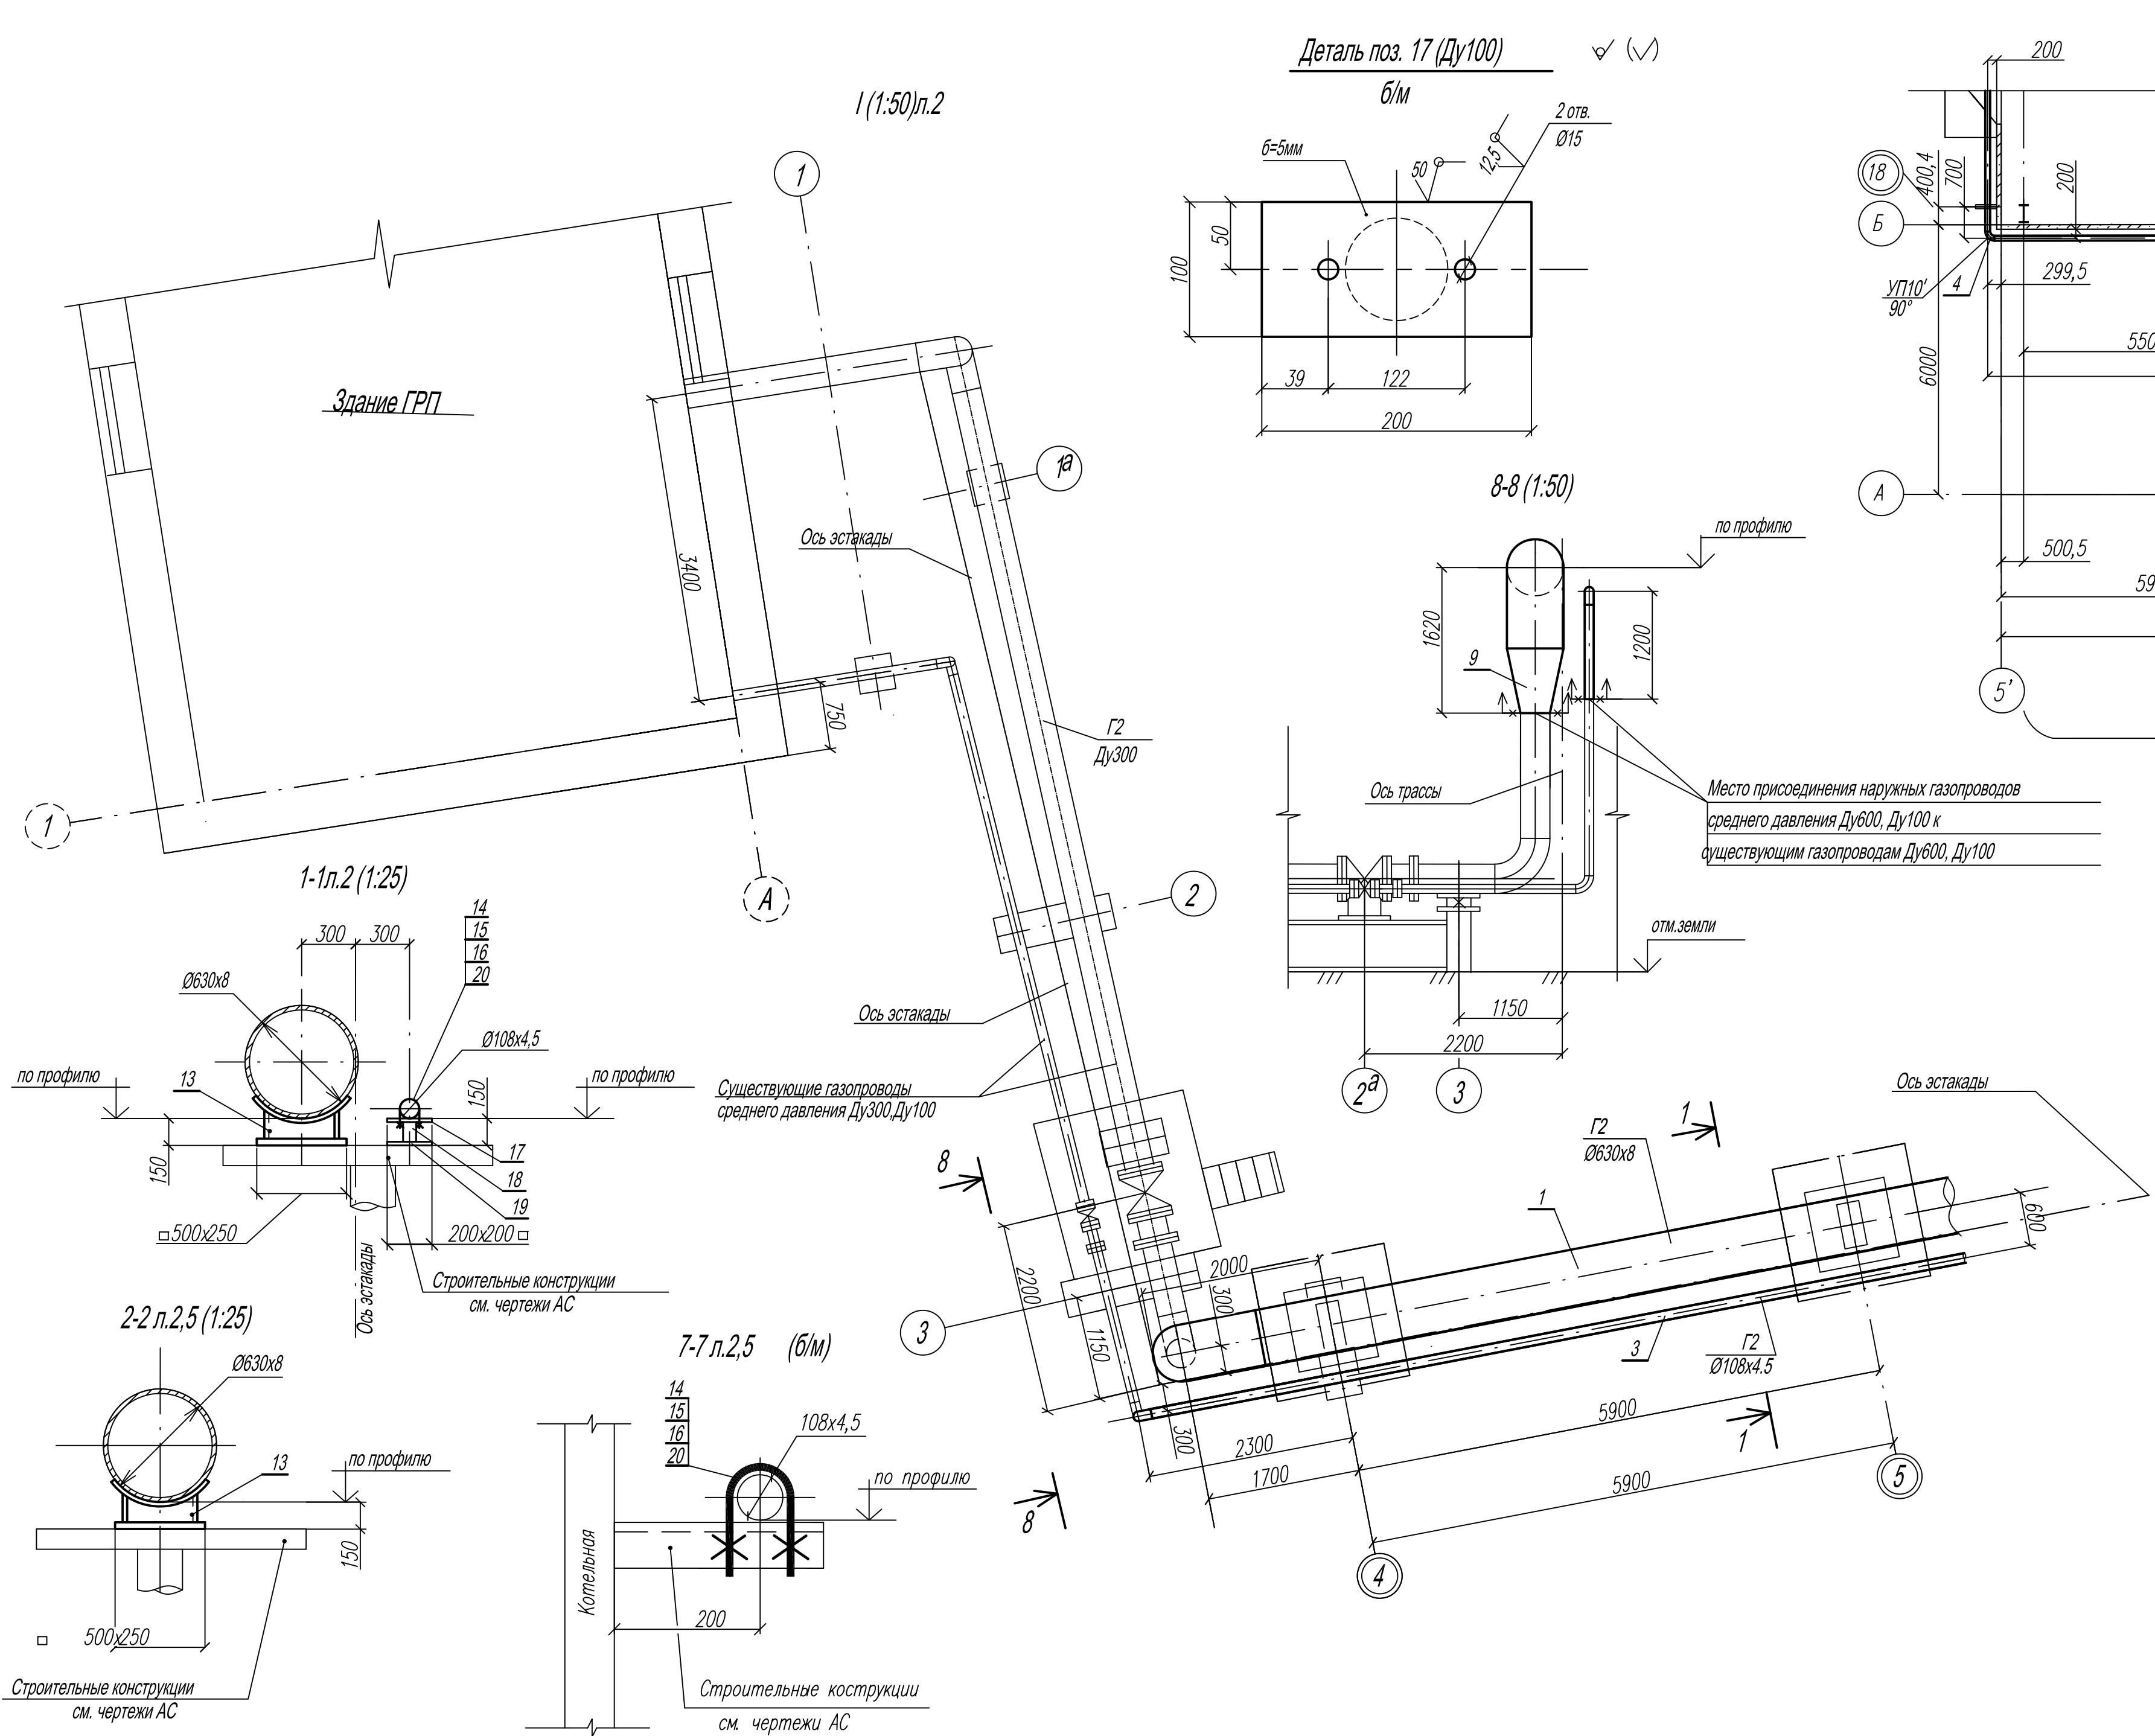 I (1:50)л.2
1
Здание ГРП
3400
750
1
А
1а
2
3
Ось эстакады
Г2
Ду300
Ось эстакады
Существующие газопроводы
среднего давления Ду300,Ду100
Деталь поз. 17 (Ду100)
б/м
б=5мм
50
12,5
2 отв.
Ø15
50
100
39
122
200
200
18
400,4
700
200
Б
УП10'
90°
4
299,5
550
6000
А
500,5
59
5'
8-8 (1:50)
по профилю
1620
1200
9
Ось трассы
Место присоединения наружных газопроводов
среднего давления Ду600, Ду100 к
существующим газопроводам Ду600, Ду100
отм.земли
1150
2200
2а
3
1-1л.2 (1:25)
300
300
14
15
16
20
Ø630х8
Ø108х4,5
по профилю
13
150
по профилю
150
17
18
19
500х250
200х200
Ось эстакады
Строительные конструкции
см. чертежи АС
2-2 л.2,5 (1:25)
Ø630х8
13
по профилю
150
500х250
Строительные конструкции
см. чертежи АС
7-7 л.2,5 (б/м)
14
15
16
20
108х4,5
по профилю
Котельная
200
Строительные кострукции
см. чертежи АС
8
8
2200
1150
2000
300
300
2300
1700
5900
5900
4
5
1
3
Г2
Ø630х8
1
1
Г2
Ø108х4.5
600
Ось эстакады